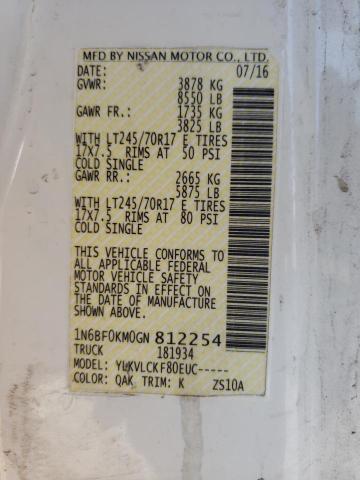 MFD BY NISSAN MOTOR CO., LTD.
DATE: 07/16
GVWR: 3878 KG
8550 LB
GAWR FR.: 1735 KG
3825 LB
WITH LT245/70R17 E TIRES
17X7.5 RIMS AT 50 PSI
COLD SINGLE
GAWR RR.: 2665 KG
5875 LB
WITH LT245/70R17 E TIRES
17X7.5 RIMS AT 80 PSI
COLD SINGLE
THIS VEHICLE CONFORMS TO
ALL APPLICABLE FEDERAL
MOTOR VEHICLE SAFETY
STANDARDS IN EFFECT ON
THE DATE OF MANUFACTURE
SHOWN ABOVE.
1N6BF0KM0GN 812254
TRUCK 181934
MODEL: YLKVLCKF80EUC-----
COLOR: QAK TRIM: K ZS10A